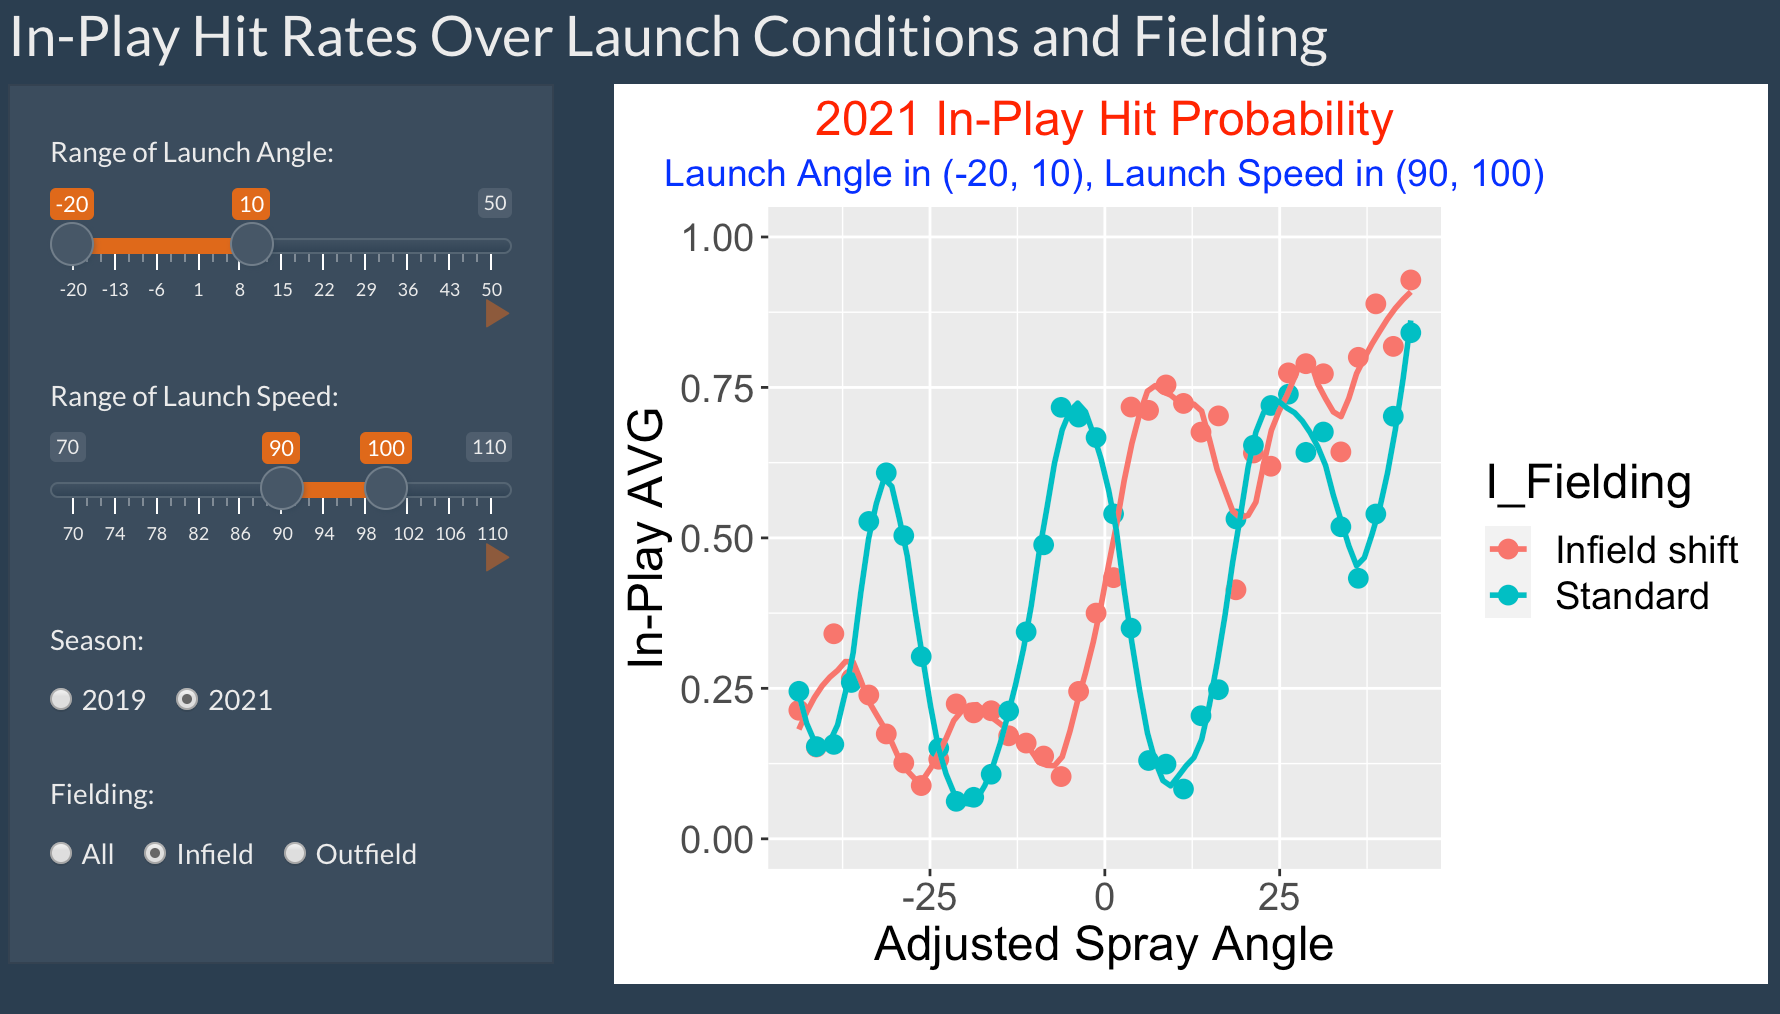 In-Play Hit Rates Over Launch Conditions and Fielding
Range of Launch Angle:
-20 10 50
-20 -13 -6 1 8 15 22 29 36 43 50
Range of Launch Speed:
70 90 100 110
70 74 78 82 86 90 94 98 102 106 110
Season:
2019 2021
Fielding:
All Infield Outfield
2021 In-Play Hit Probability
Launch Angle in (-20, 10), Launch Speed in (90, 100)
In-Play AVG
1.00
0.75
0.50
0.25
0.00
-25 0 25
Adjusted Spray Angle
I_Fielding
Infield shift
Standard